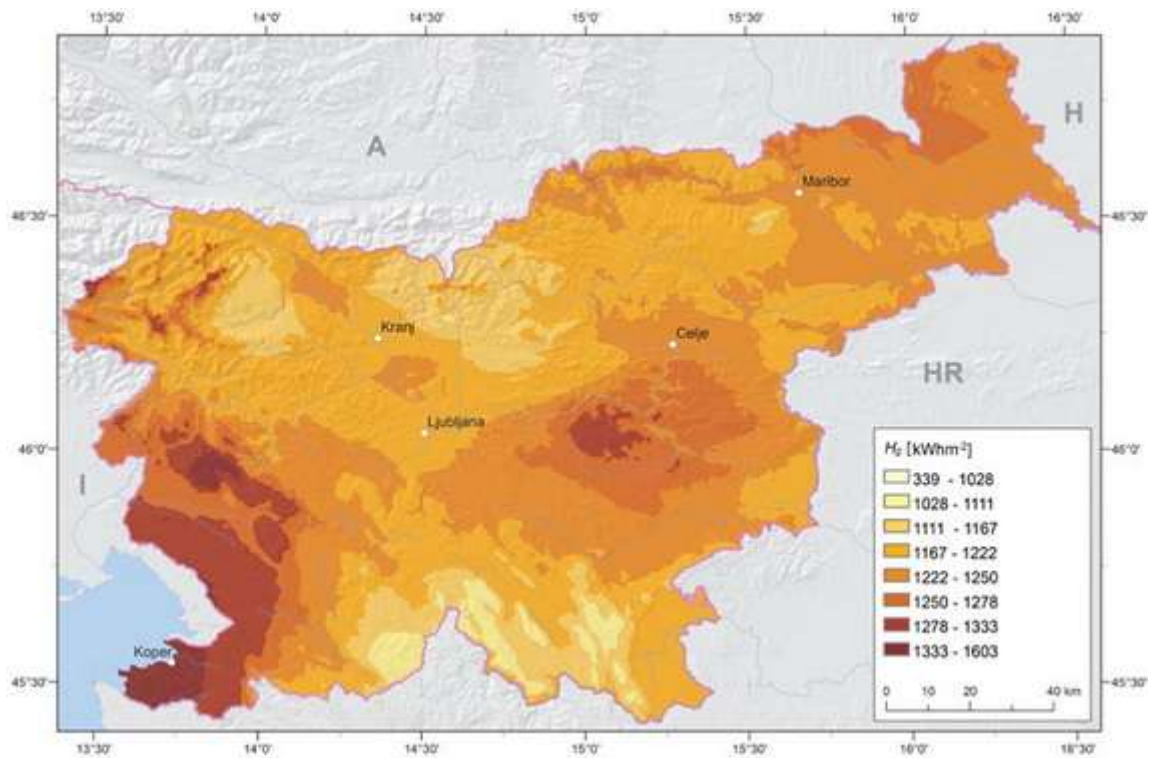 13°30' 14°0' 14°30' 15°0' 15°30' 16°0' 16°30'
H
A
Maribor
46°30' 46°30'
Kranj
Celje
HR
Ljubljana
46°0' 46°0'
I
Hg [kWhm-2]
339 - 1028
1028 - 1111
1111 - 1167
1167 - 1222
1222 - 1250
1250 - 1278
1278 - 1333
1333 - 1603
Koper
45°30' 45°30'
0 10 20 40 km
13°30' 14°0' 14°30' 15°0' 15°30' 16°0' 16°30'